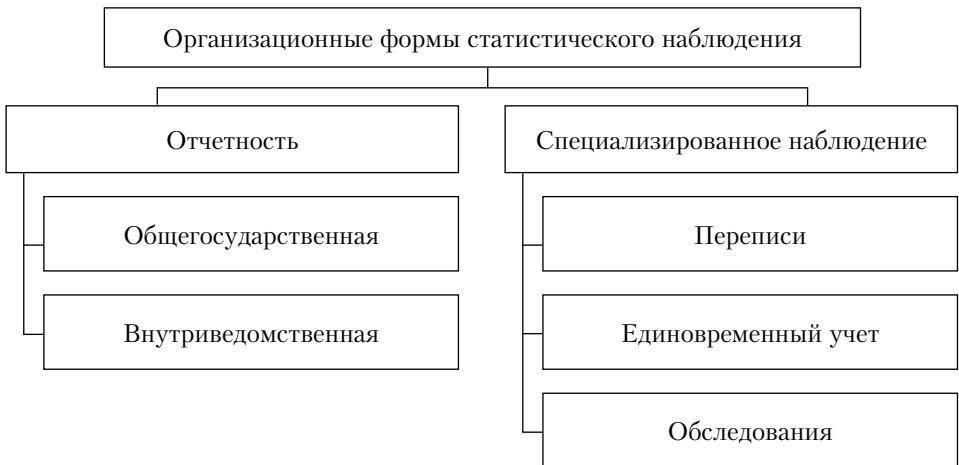 Организационные формы статистического наблюдения
Отчетность
Общегосударственная
Внутриведомственная
Специализированное наблюдение
Переписи
Единовременный учет
Обследования